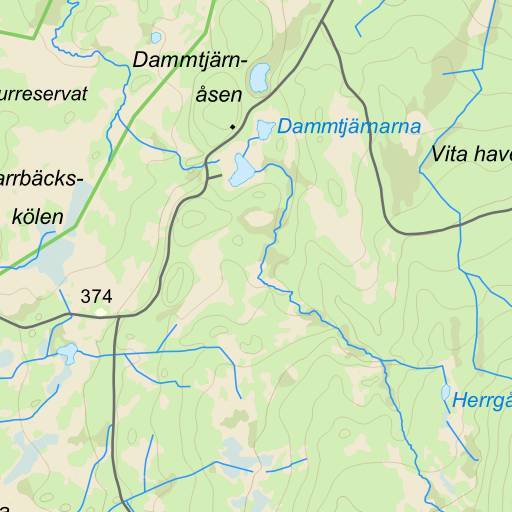 Dammtjärn-
åsen
urreservat
Dammtjärnarna
Vita have
arrbäcks-
kölen
374
Herrgå
a